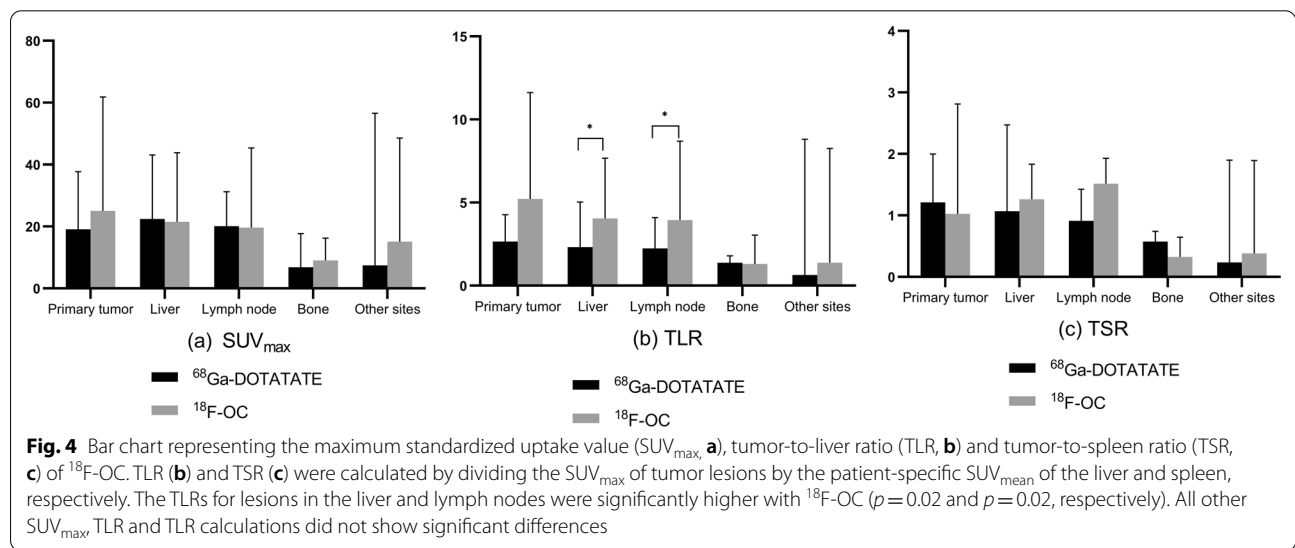 80
60
40
20
0
Primary tumor Liver Lymph node Bone Other sites
(a) SUVmax
68Ga-DOTATATE
18F-OC
15
10
5
0
* *
Primary tumor Liver Lymph node Bone Other sites
(b) TLR
68Ga-DOTATATE
18F-OC
4
3
2
1
0
Primary tumor Liver Lymph node Bone Other sites
(c) TSR
68Ga-DOTATATE
18F-OC
Fig. 4 Bar chart representing the maximum standardized uptake value (SUVmax, a), tumor-to-liver ratio (TLR, b) and tumor-to-spleen ratio (TSR,
c) of 18F-OC. TLR (b) and TSR (c) were calculated by dividing the SUVmax of tumor lesions by the patient-specific SUVmean of the liver and spleen,
respectively. The TLRs for lesions in the liver and lymph nodes were significantly higher with 18F-OC (p = 0.02 and p = 0.02, respectively). All other
SUVmax, TLR and TLR calculations did not show significant differences